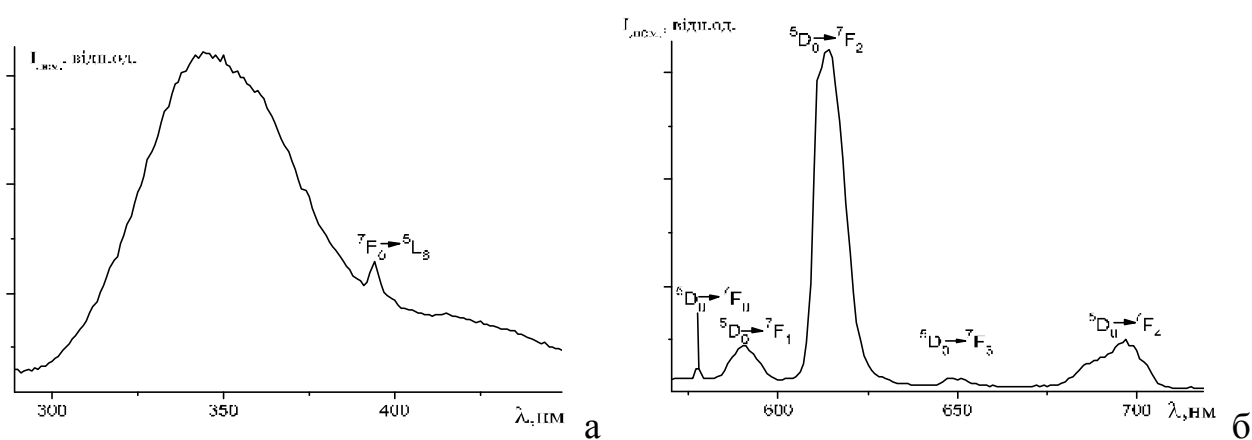 відн.од.
⁷F₀→⁵L₆
300 350 400 λ,нм
а
відн.од.
⁵D₀→⁷F₂
⁵D₀→⁷F₀
⁵D₀→⁷F₁
⁵D₀→⁷F₃
⁵D₀→⁷F₄
600 650 700 λ,нм
б